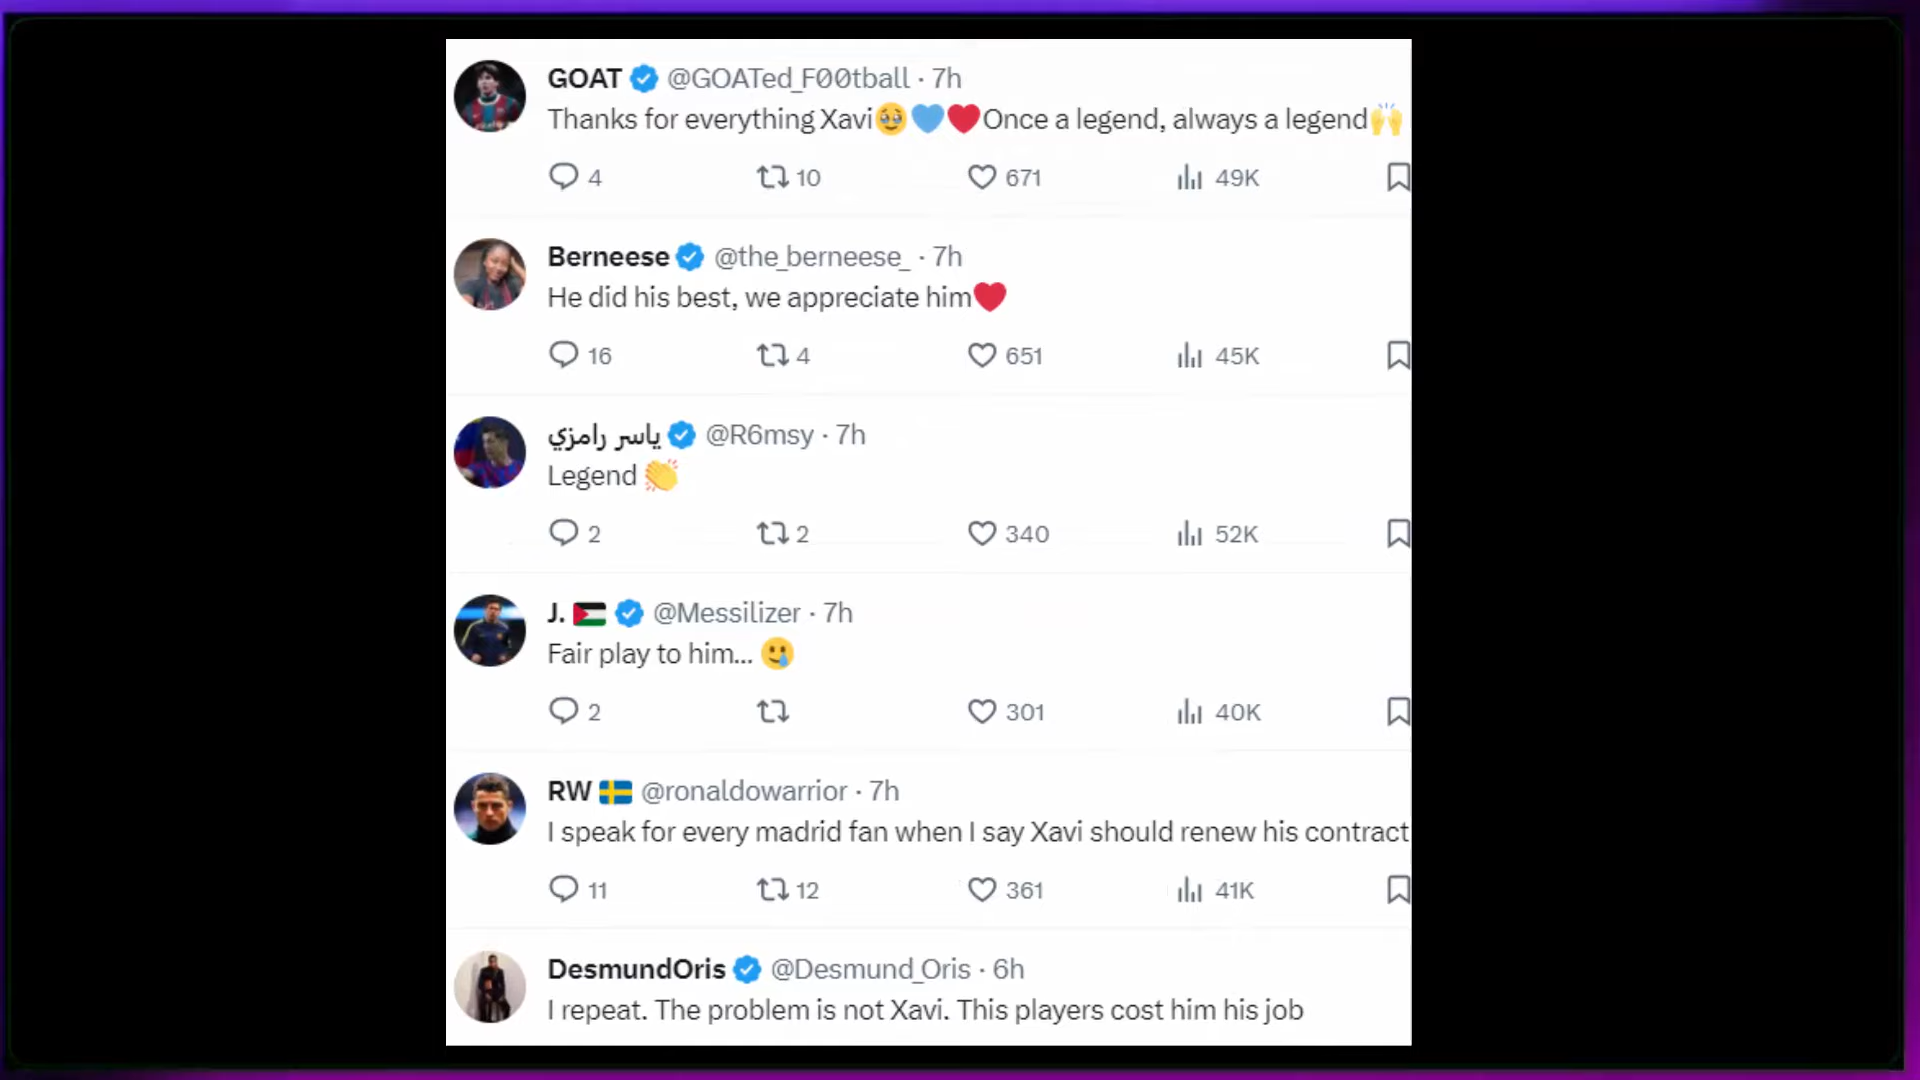 GOAT @GOATed_F00tball · 7h
Thanks for everything Xavi🥹💙❤️Once a legend, always a legend🙌
4 10 671 49K
Berneese @the_berneese_ · 7h
He did his best, we appreciate him❤️
16 4 651 45K
ياسر رامزي @R6msy · 7h
Legend 👏
2 2 340 52K
J. 🇵🇸 @Messilizer · 7h
Fair play to him... 🥲
2 301 40K
RW 🇸🇪 @ronaldowarrior · 7h
I speak for every madrid fan when I say Xavi should renew his contract
11 12 361 41K
DesmundOris @Desmund_Oris · 6h
I repeat. The problem is not Xavi. This players cost him his job